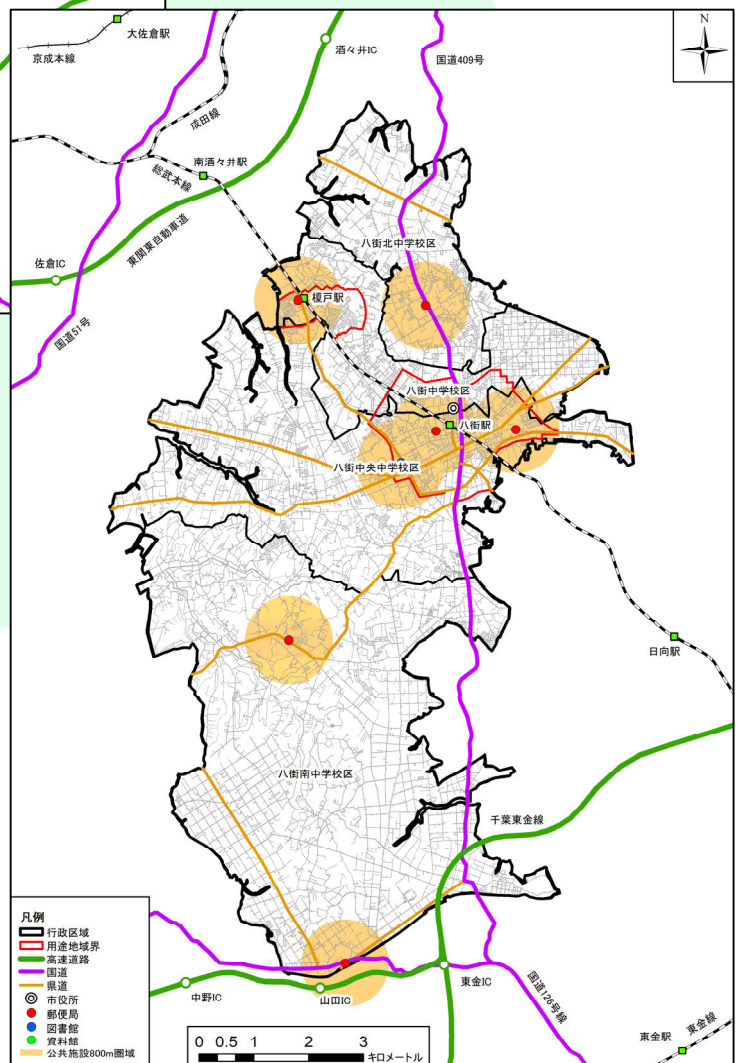 大佐倉駅
京成本線
酒々井IC
国道409号
N
成田線
南酒々井駅
総武本線
東関東自動車道
佐倉IC
国道51号
八街北中学校区
榎戸駅
八街中学校区
八街駅
八街中央中学校区
日向駅
八街南中学校区
千葉東金線
凡例
行政区域
用途地域界
高速道路
国道
県道
市役所
郵便局
図書館
資料館
公共施設800m圏域
中野IC
山田IC
東金IC
国道126号線
東金駅
東金線
0 0.5 1 2 3
キロメートル